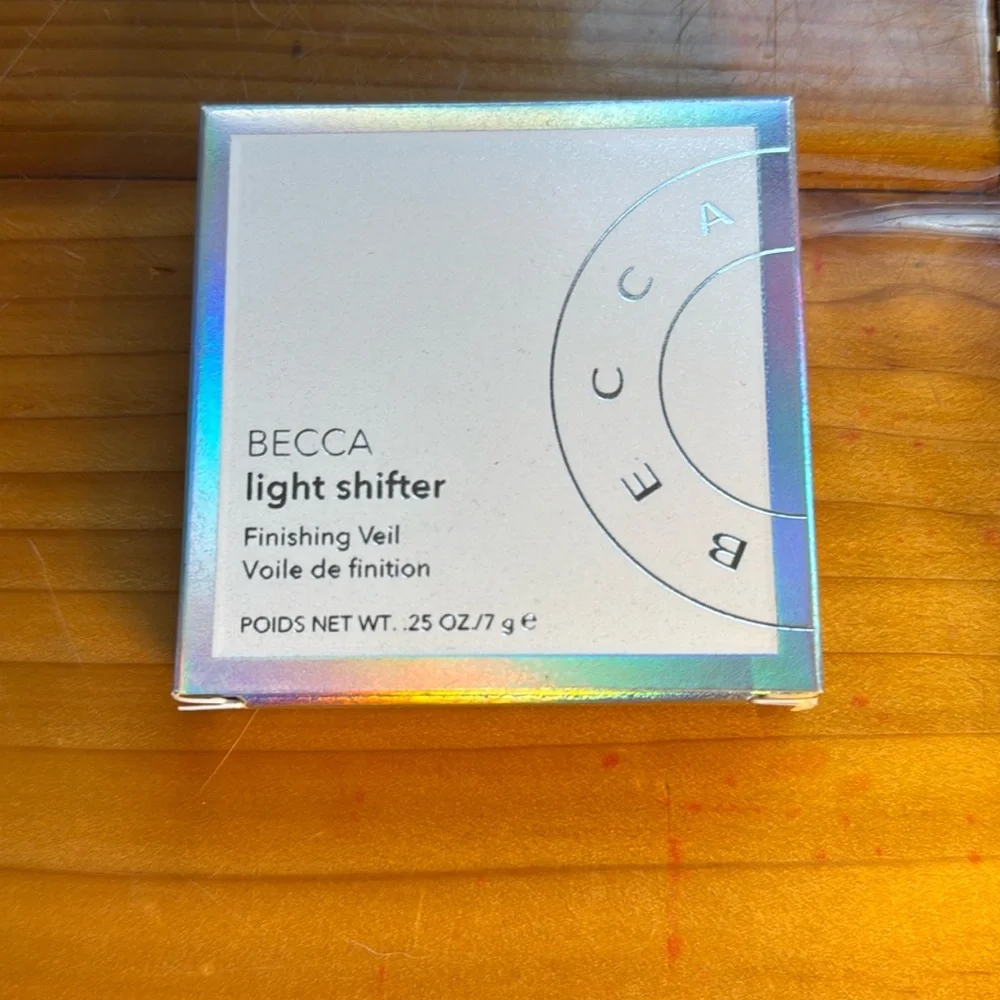 BECCA
BECCA
light shifter
Finishing Veil
Voile de finition
POIDS NET WT. .25 OZ./7 g ℮